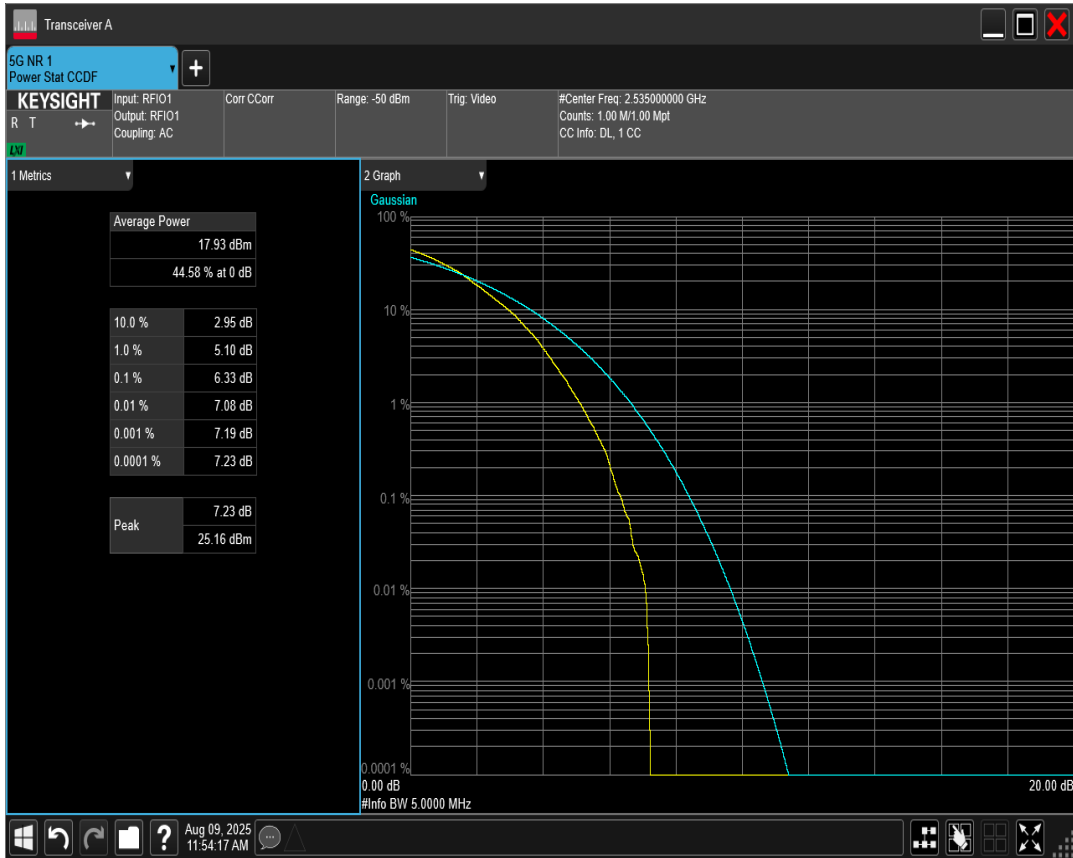 Transceiver A
5G NR 1
Power Stat CCDF
KEYSIGHT
R T
LXI
Input: RFIO1
Output: RFIO1
Coupling: AC
Corr CCorr
Range: -50 dBm
Trig: Video
#Center Freq: 2.535000000 GHz
Counts: 1.00 M/1.00 Mpt
CC Info: DL, 1 CC
1 Metrics
Average Power
17.93 dBm
44.58 % at 0 dB
10.0 % 2.95 dB
1.0 % 5.10 dB
0.1 % 6.33 dB
0.01 % 7.08 dB
0.001 % 7.19 dB
0.0001 % 7.23 dB
Peak
7.23 dB
25.16 dBm
2 Graph
Gaussian
100 %
10 %
1 %
0.1 %
0.01 %
0.001 %
0.0001 %
0.00 dB 20.00 dB
#Info BW 5.0000 MHz
Aug 09, 2025
11:54:17 AM